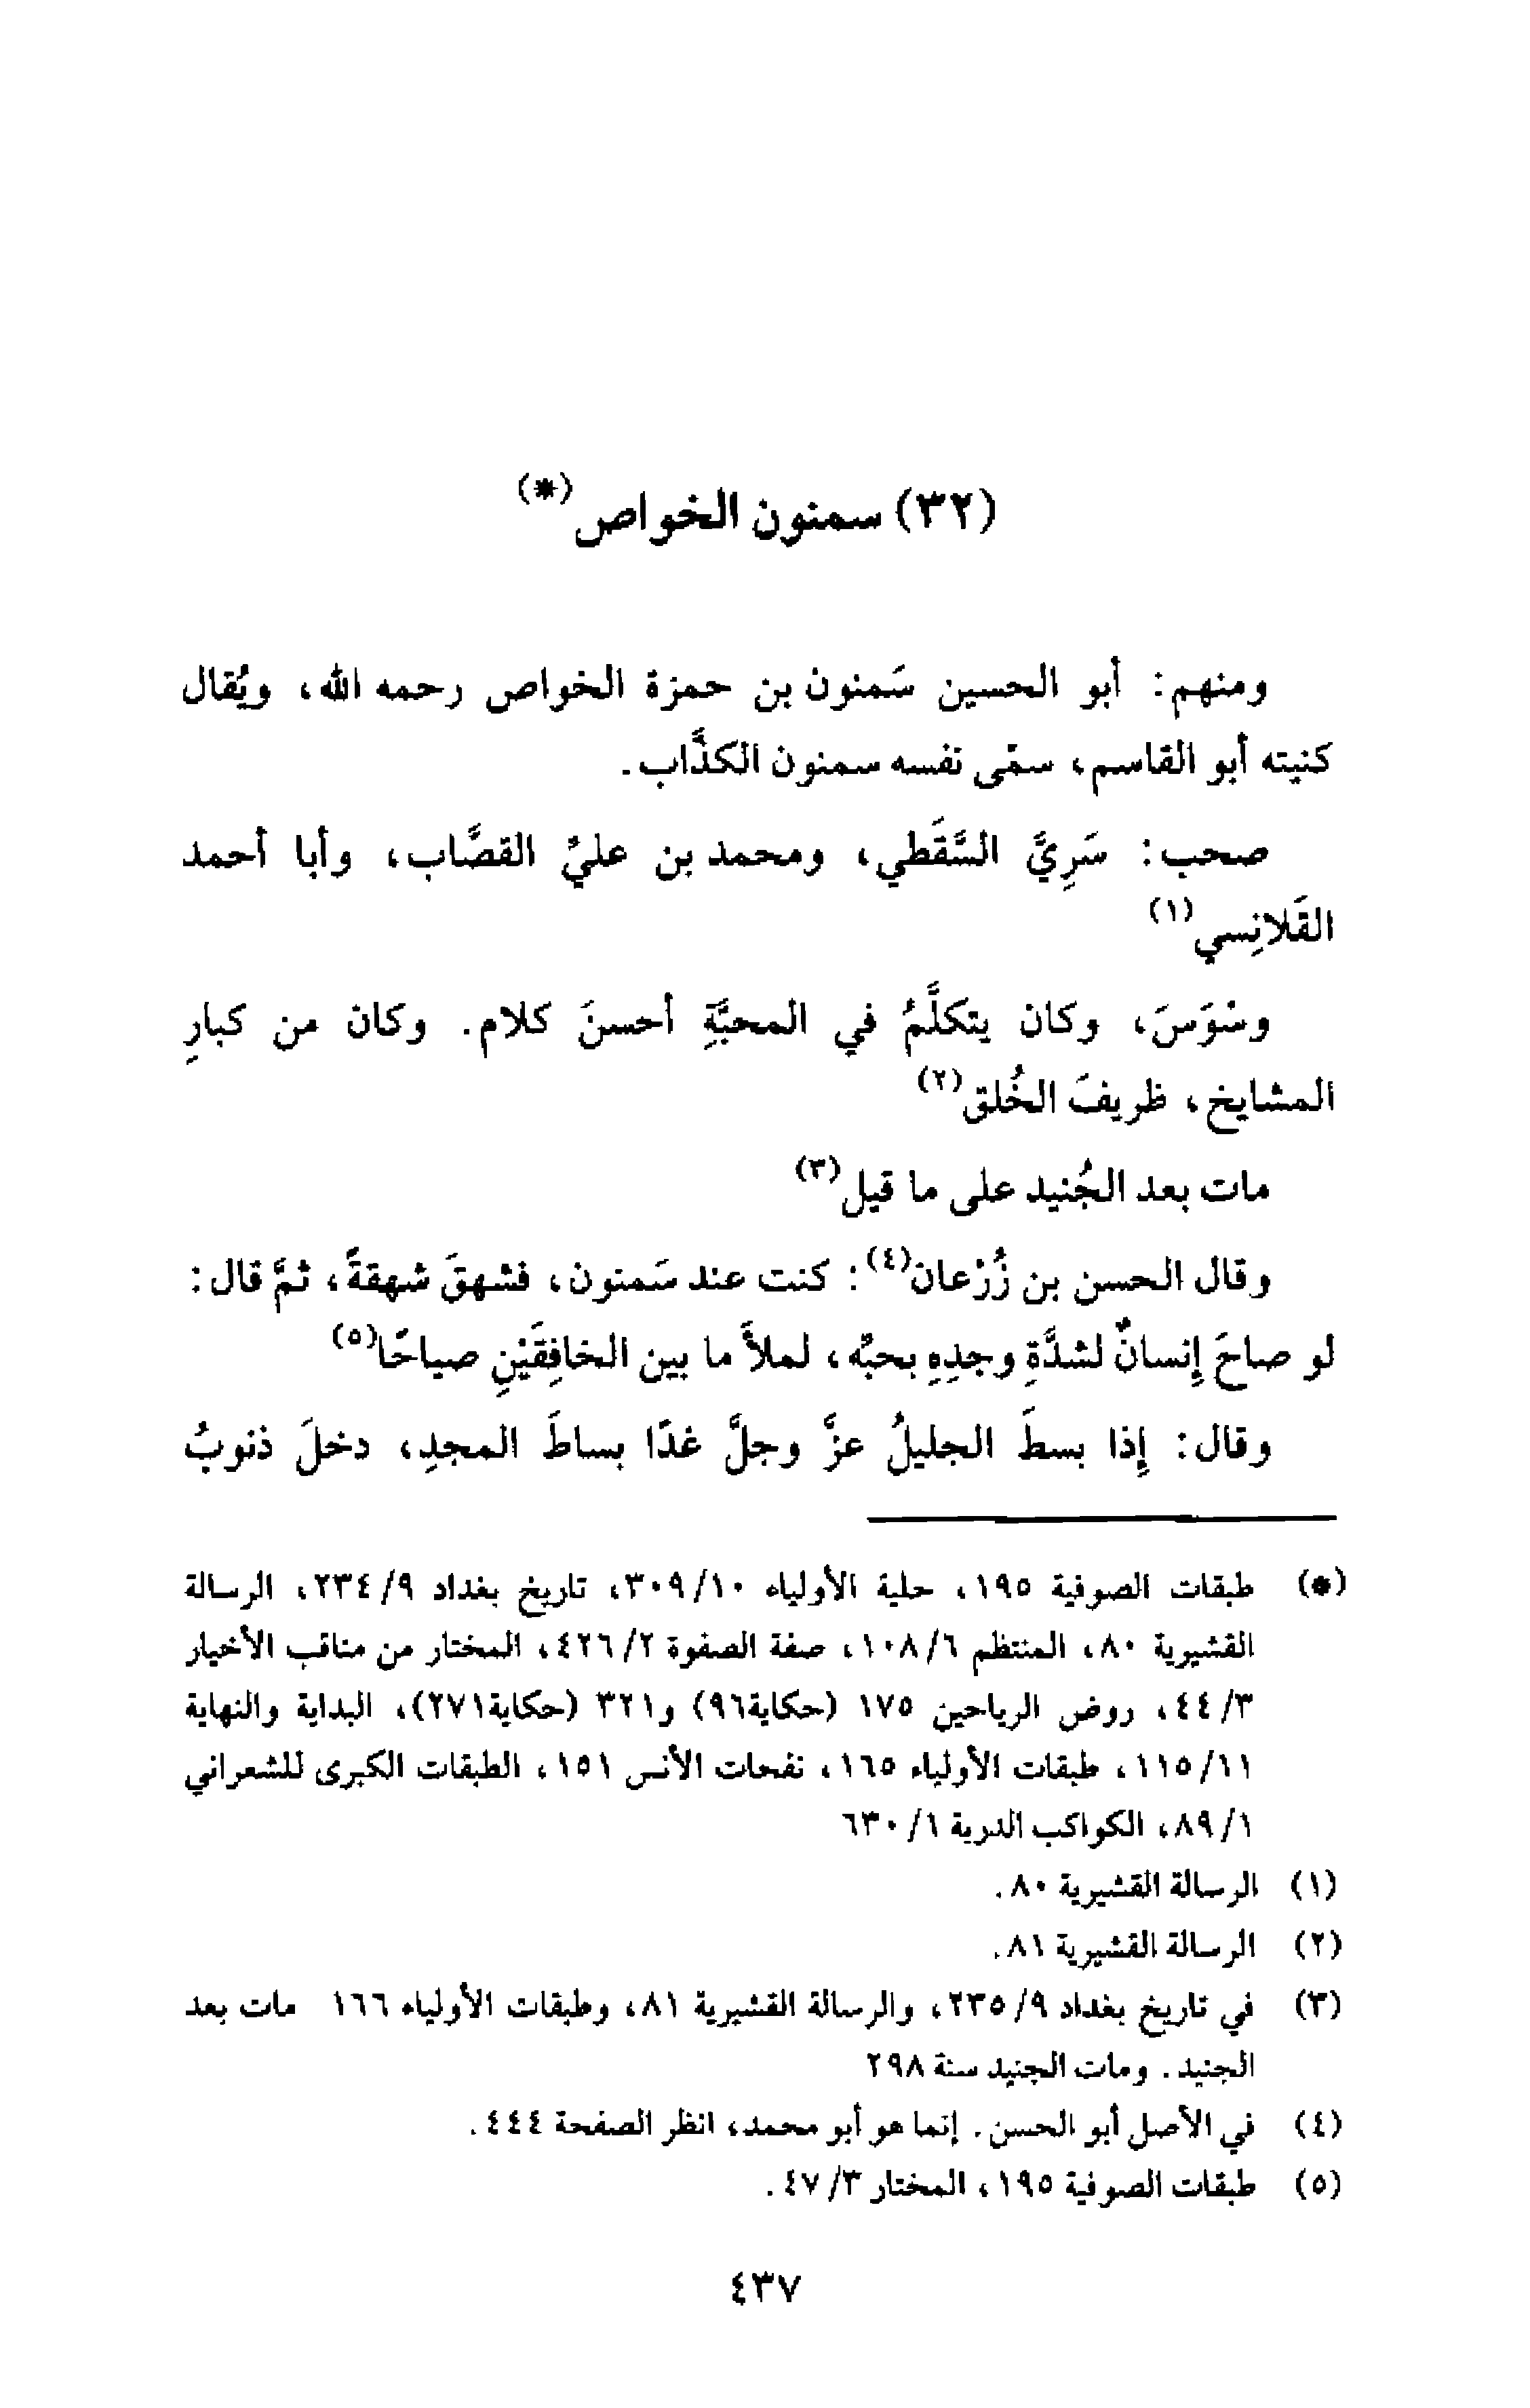 (٣٢) سمنون الخواص(*)
ومنهم: أبو الحسين سَمنون بن حمزة الخواص رحمه الله، ويُقال
كنيته أبو القاسم، سمّى نفسه سمنون الكذَّاب.
صحب: سَرِيَّ السَّقَطي، ومحمد بن عليِّ القصَّاب، وأبا أحمد
القَلانِسي(١)
وسْوَسَ، وكان يتكلَّمُ في المحبَّةِ أحسنَ كلام. وكان من كبارِ
المشايخ، ظريفَ الخُلق(٢)
مات بعد الجُنيد على ما قيل(٣)
وقال الحسن بن زُرْعان(٤): كنت عند سَمنون، فشهقَ شهقةً، ثمَّ قال:
لو صاحَ إنسانٌ لشدَّةِ وجدِهِ بحبِّه، لملأَ ما بين الخافِقَيْنِ صياحًا(٥)
وقال: إذا بسطَ الجليلُ عزَّ وجلَّ غدًا بساطَ المجدِ، دخلَ ذنوبُ
(*) طبقات الصوفية ١٩٥، حلية الأولياء ١٠/٣٠٩، تاريخ بغداد ٩/٢٣٤، الرسالة
القشيرية ٨٠، المنتظم ٦/١٠٨، صفة الصفوة ٢/٤٢٦، المختار من مناقب الأخيار
٣/٤٤، روض الرياحين ١٧٥ (حكاية٩٦) و٣٢١ (حكاية٢٧١)، البداية والنهاية
١١/١١٥، طبقات الأولياء ١٦٥، نفحات الأنس ١٥١، الطبقات الكبرى للشعراني
١/٨٩، الكواكب الدرية ١/٦٣٠
(١) الرسالة القشيرية ٨٠.
(٢) الرسالة القشيرية ٨١.
(٣) في تاريخ بغداد ٩/٢٣٥، والرسالة القشيرية ٨١، وطبقات الأولياء ١٦٦ مات بعد
الجنيد. ومات الجنيد سنة ٢٩٨
(٤) في الأصل أبو الحسن. إنما هو أبو محمد، انظر الصفحة ٤٤٤.
(٥) طبقات الصوفية ١٩٥، المختار ٣/٤٧.
٤٣٧